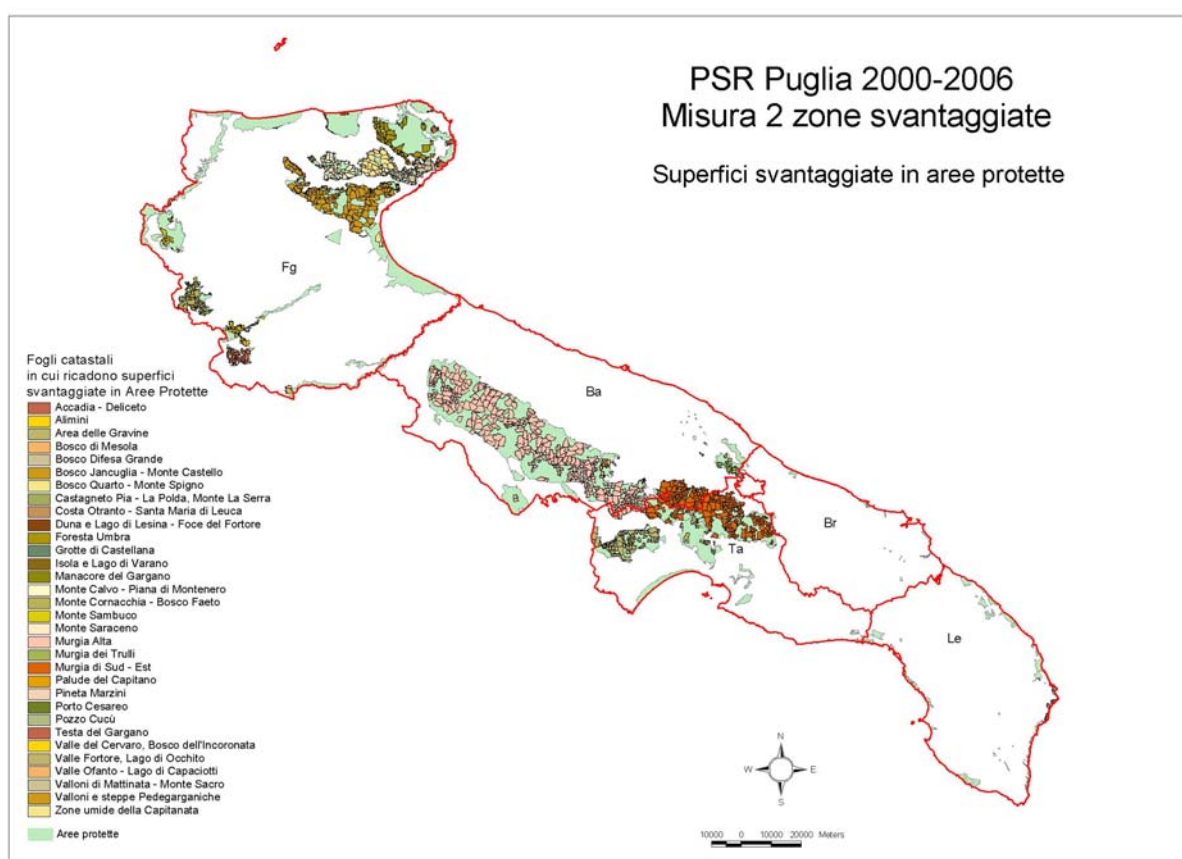 PSR Puglia 2000-2006
Misura 2 zone svantaggiate
Superfici svantaggiate in aree protette
Fg
Ba
a
Br
Ta
Le
Fogli catastali
in cui ricadono superfici
svantaggiate in Aree Protette
Accadia - Deliceto
Alimini
Area delle Gravine
Bosco di Mesola
Bosco Difesa Grande
Bosco Jancuglia - Monte Castello
Bosco Quarto - Monte Spigno
Castagneto Pia - La Polda, Monte La Serra
Costa Otranto - Santa Maria di Leuca
Duna e Lago di Lesina - Foce del Fortore
Foresta Umbra
Grotte di Castellana
Isola e Lago di Varano
Manacore del Gargano
Monte Calvo - Piana di Montenero
Monte Cornacchia - Bosco Faeto
Monte Sambuco
Monte Saraceno
Murgia Alta
Murgia dei Trulli
Murgia di Sud - Est
Palude del Capitano
Pineta Marzini
Porto Cesareo
Pozzo Cucù
Testa del Gargano
Valle del Cervaro, Bosco dell'Incoronata
Valle Fortore, Lago di Occhito
Valle Ofanto - Lago di Capaciotti
Valloni di Mattinata - Monte Sacro
Valloni e steppe Pedegarganiche
Zone umide della Capitanata
Aree protette
N
W E
S
10000 0 10000 20000 Meters